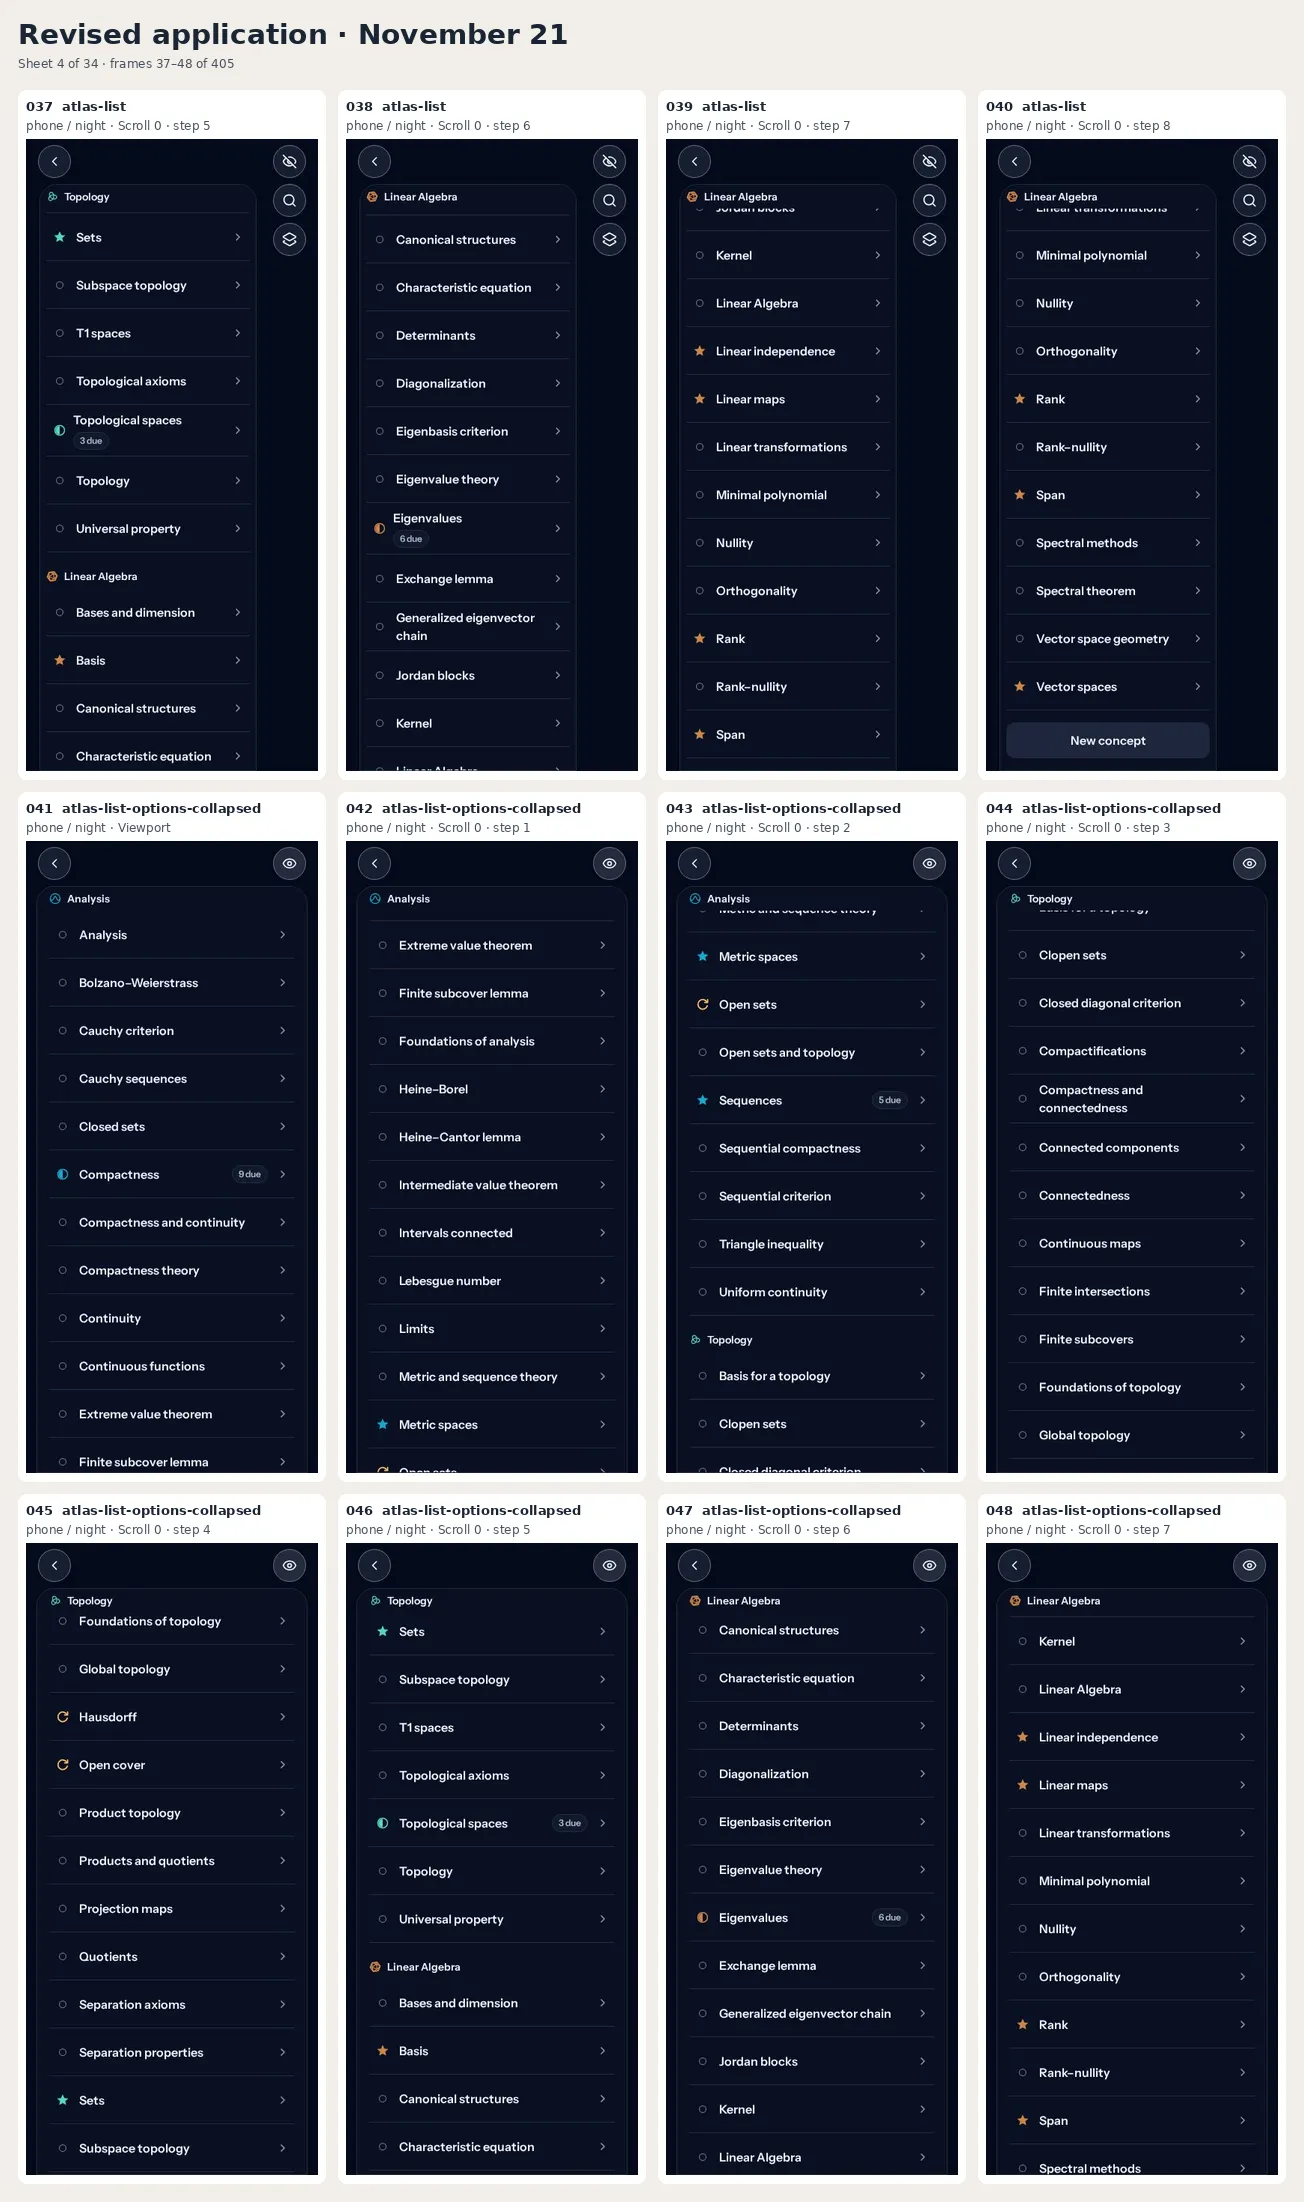 Revised application · November 21
Sheet 4 of 34 · frames 37–48 of 405
037 atlas-list
phone / night · Scroll 0 · step 5
Topology
Sets
Subspace topology
T1 spaces
Topological axioms
Topological spaces
3 due
Topology
Universal property
Linear Algebra
Bases and dimension
Basis
Canonical structures
Characteristic equation
038 atlas-list
phone / night · Scroll 0 · step 6
Linear Algebra
Canonical structures
Characteristic equation
Determinants
Diagonalization
Eigenbasis criterion
Eigenvalue theory
Eigenvalues
6 due
Exchange lemma
Generalized eigenvector
chain
Jordan blocks
Kernel
Linear Algebra
039 atlas-list
phone / night · Scroll 0 · step 7
Linear Algebra
Jordan blocks
Kernel
Linear Algebra
Linear independence
Linear maps
Linear transformations
Minimal polynomial
Nullity
Orthogonality
Rank
Rank–nullity
Span
040 atlas-list
phone / night · Scroll 0 · step 8
Linear Algebra
Linear transformations
Minimal polynomial
Nullity
Orthogonality
Rank
Rank–nullity
Span
Spectral methods
Spectral theorem
Vector space geometry
Vector spaces
New concept
041 atlas-list-options-collapsed
phone / night · Viewport
Analysis
Analysis
Bolzano–Weierstrass
Cauchy criterion
Cauchy sequences
Closed sets
Compactness 9 due
Compactness and continuity
Compactness theory
Continuity
Continuous functions
Extreme value theorem
Finite subcover lemma
042 atlas-list-options-collapsed
phone / night · Scroll 0 · step 1
Analysis
Extreme value theorem
Finite subcover lemma
Foundations of analysis
Heine–Borel
Heine–Cantor lemma
Intermediate value theorem
Intervals connected
Lebesgue number
Limits
Metric and sequence theory
Metric spaces
Open sets
043 atlas-list-options-collapsed
phone / night · Scroll 0 · step 2
Analysis
Metric and sequence theory
Metric spaces
Open sets
Open sets and topology
Sequences 5 due
Sequential compactness
Sequential criterion
Triangle inequality
Uniform continuity
Topology
Basis for a topology
Clopen sets
Closed diagonal criterion
044 atlas-list-options-collapsed
phone / night · Scroll 0 · step 3
Topology
Basis for a topology
Clopen sets
Closed diagonal criterion
Compactifications
Compactness and
connectedness
Connected components
Connectedness
Continuous maps
Finite intersections
Finite subcovers
Foundations of topology
Global topology
045 atlas-list-options-collapsed
phone / night · Scroll 0 · step 4
Topology
Foundations of topology
Global topology
Hausdorff
Open cover
Product topology
Products and quotients
Projection maps
Quotients
Separation axioms
Separation properties
Sets
Subspace topology
046 atlas-list-options-collapsed
phone / night · Scroll 0 · step 5
Topology
Sets
Subspace topology
T1 spaces
Topological axioms
Topological spaces 3 due
Topology
Universal property
Linear Algebra
Bases and dimension
Basis
Canonical structures
Characteristic equation
047 atlas-list-options-collapsed
phone / night · Scroll 0 · step 6
Linear Algebra
Canonical structures
Characteristic equation
Determinants
Diagonalization
Eigenbasis criterion
Eigenvalue theory
Eigenvalues 6 due
Exchange lemma
Generalized eigenvector chain
Jordan blocks
Kernel
Linear Algebra
048 atlas-list-options-collapsed
phone / night · Scroll 0 · step 7
Linear Algebra
Kernel
Linear Algebra
Linear independence
Linear maps
Linear transformations
Minimal polynomial
Nullity
Orthogonality
Rank
Rank–nullity
Span
Spectral methods